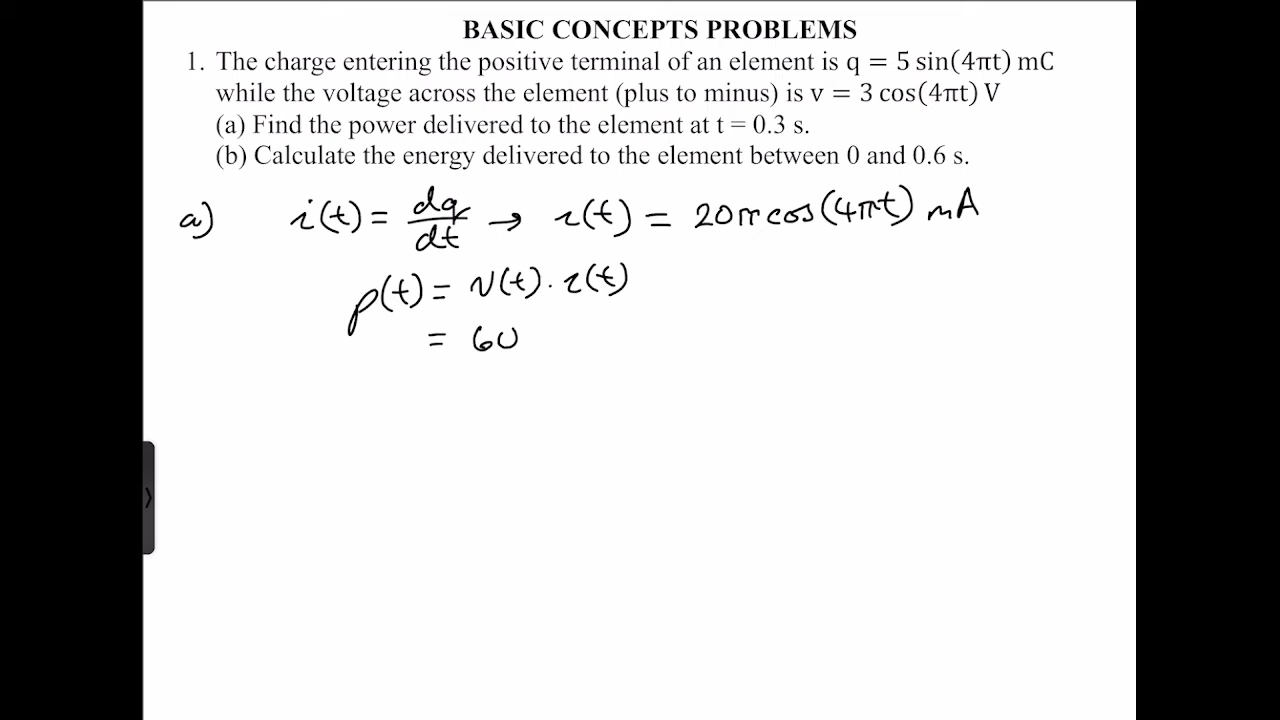 BASIC CONCEPTS PROBLEMS
1. The charge entering the positive terminal of an element is q = 5 sin(4πt) mC
while the voltage across the element (plus to minus) is v = 3 cos(4πt) V
(a) Find the power delivered to the element at t = 0.3 s.
(b) Calculate the energy delivered to the element between 0 and 0.6 s.
a) i(t) = dq/dt → i(t) = 20π cos(4πt) mA
p(t) = v(t) · i(t)
= 60